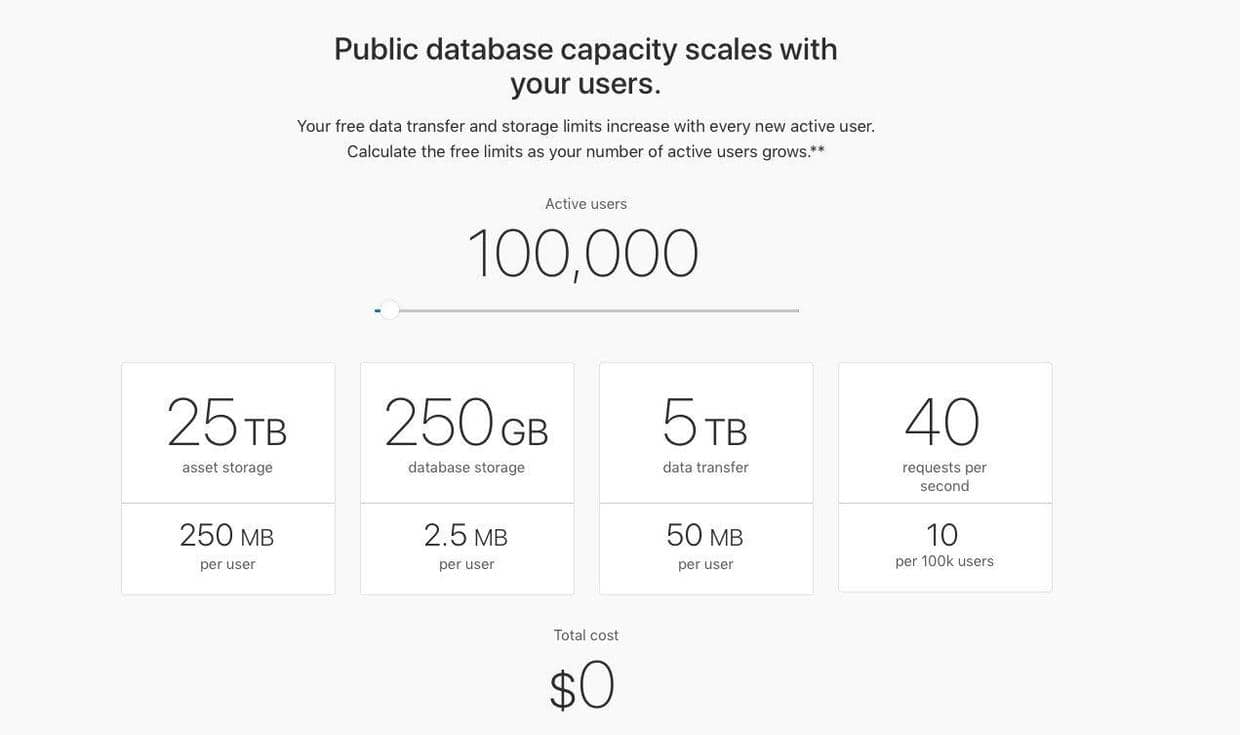 Public database capacity scales with
your users.
Your free data transfer and storage limits increase with every new active user.
Calculate the free limits as your number of active users grows.**
Active users
100,000
25 TB
asset storage
250 MB
per user
250 GB
database storage
2.5 MB
per user
5 TB
data transfer
50 MB
per user
40
requests per
second
10
per 100k users
Total cost
$0